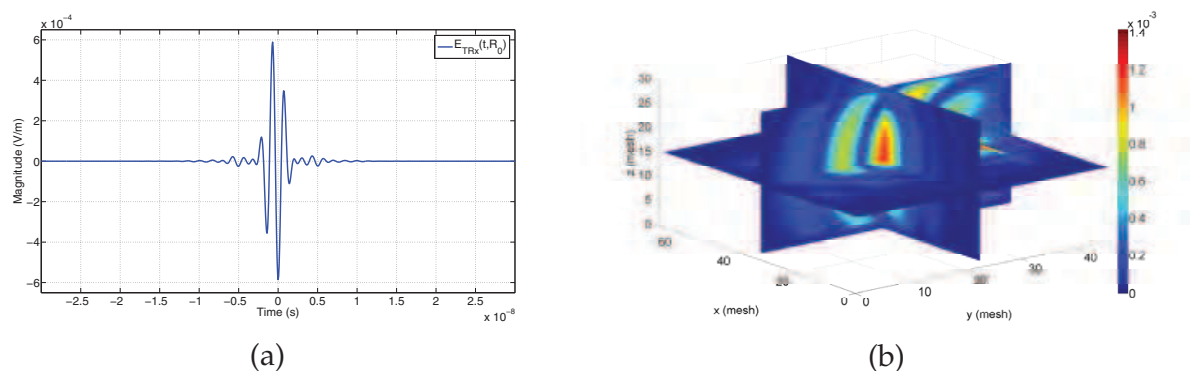 x 10⁻⁴
6
4
2
0
−2
−4
−6
Magnitude (V/m)
E_TRx(t,R_0)
−2.5 −2 −1.5 −1 −0.5 0 0.5 1 1.5 2 2.5
Time (s)
x 10⁻⁸
(a)
30
25
20
15
10
5
0
z (mesh)
60 40 20 0
x (mesh)
0 10 20 30 40
y (mesh)
x 10⁻³
1.4
1.2
1
0.8
0.6
0.4
0.2
0
(b)